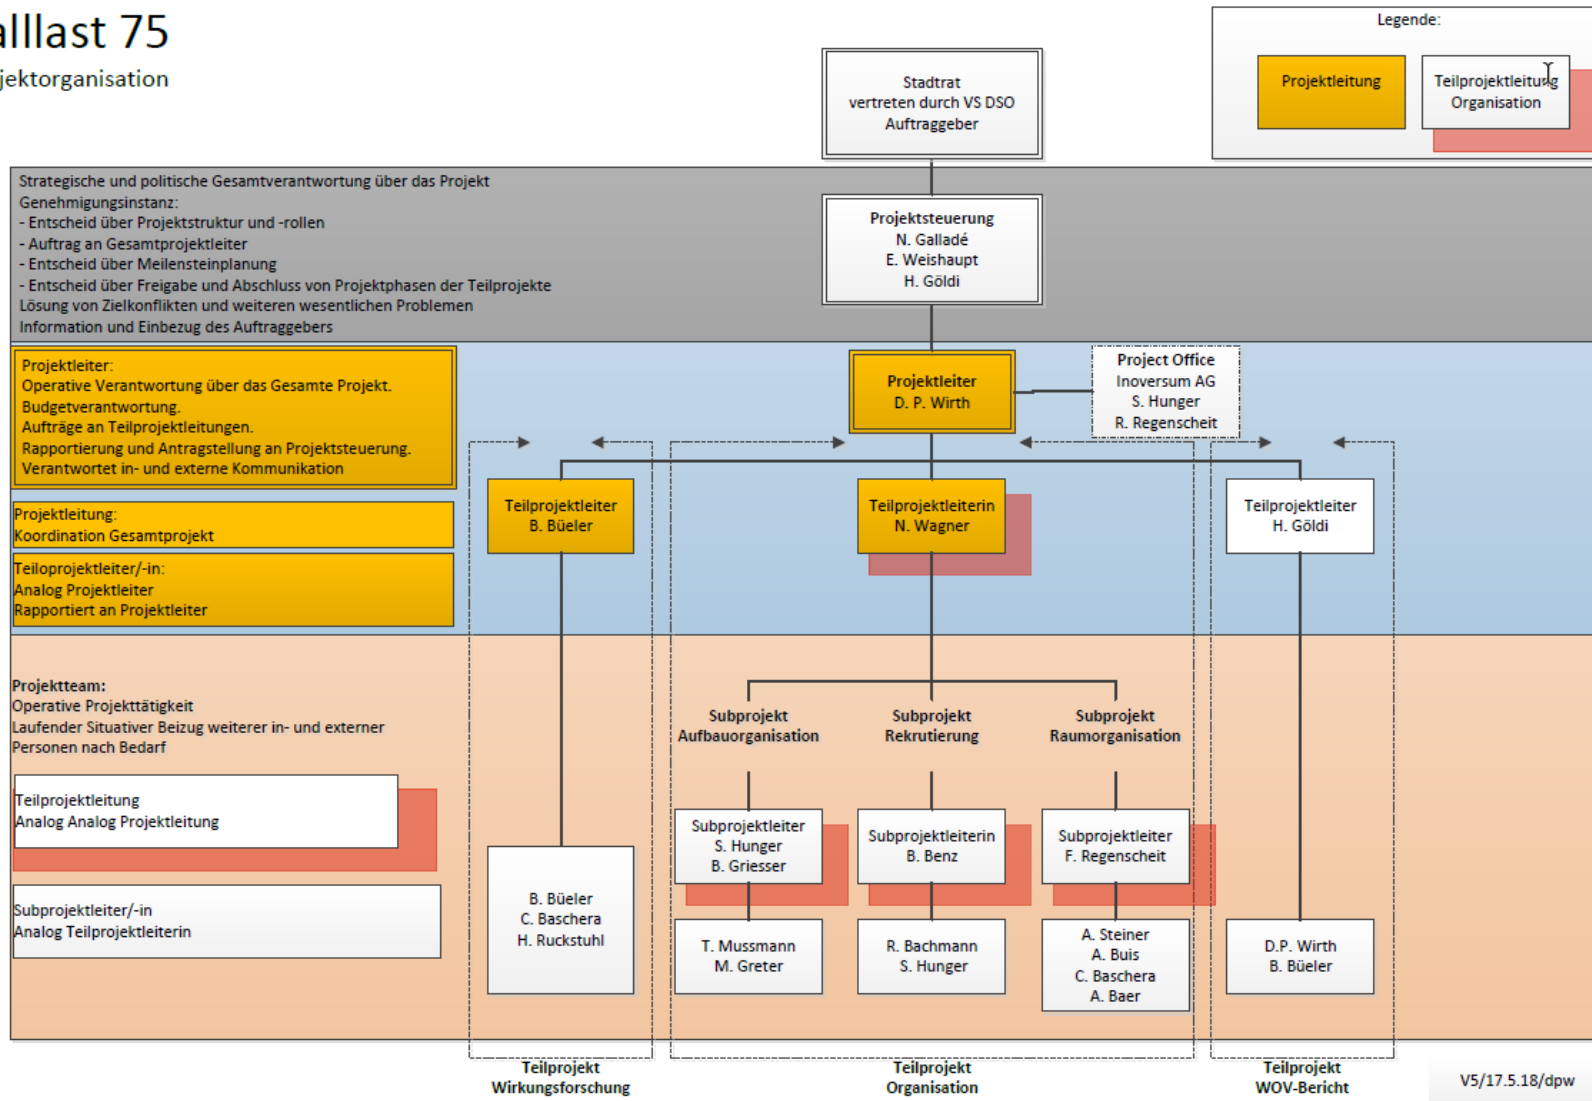 alllast 75
jektorganisation
Legende:
Projektleitung
Teilprojektleitung
Organisation
Stadtrat
vertreten durch VS DSO
Auftraggeber
Strategische und politische Gesamtverantwortung über das Projekt
Genehmigungsinstanz:
- Entscheid über Projektstruktur und -rollen
- Auftrag an Gesamtprojektleiter
- Entscheid über Meilensteinplanung
- Entscheid über Freigabe und Abschluss von Projektphasen der Teilprojekte
Lösung von Zielkonflikten und weiteren wesentlichen Problemen
Information und Einbezug des Auftraggebers
Projektsteuerung
N. Galladé
E. Weishaupt
H. Göldi
Projektleiter:
Operative Verantwortung über das Gesamte Projekt.
Budgetverantwortung.
Aufträge an Teilprojektleitungen.
Rapportierung und Antragstellung an Projektsteuerung.
Verantwortet in- und externe Kommunikation
Projektleiter
D. P. Wirth
Project Office
Inoversum AG
S. Hunger
R. Regenscheit
Projektleitung:
Koordination Gesamtprojekt
Teiloprojektleiter/-in:
Analog Projektleiter
Rapportiert an Projektleiter
Teilprojektleiter
B. Büeler
Teilprojektleiterin
N. Wagner
Teilprojektleiter
H. Göldi
Projektteam:
Operative Projekttätigkeit
Laufender Situativer Beizug weiterer in- und externer
Personen nach Bedarf
Teilprojektleitung
Analog Analog Projektleitung
Subprojektleiter/-in
Analog Teilprojektleiterin
Subprojekt
Aufbauorganisation
Subprojekt
Rekrutierung
Subprojekt
Raumorganisation
Subprojektleiter
S. Hunger
B. Griesser
Subprojektleiterin
B. Benz
Subprojektleiter
F. Regenscheit
B. Büeler
C. Baschera
H. Ruckstuhl
T. Mussmann
M. Greter
R. Bachmann
S. Hunger
A. Steiner
A. Buis
C. Baschera
A. Baer
D.P. Wirth
B. Büeler
Teilprojekt
Wirkungsforschung
Teilprojekt
Organisation
Teilprojekt
WOV-Bericht
V5/17.5.18/dpw